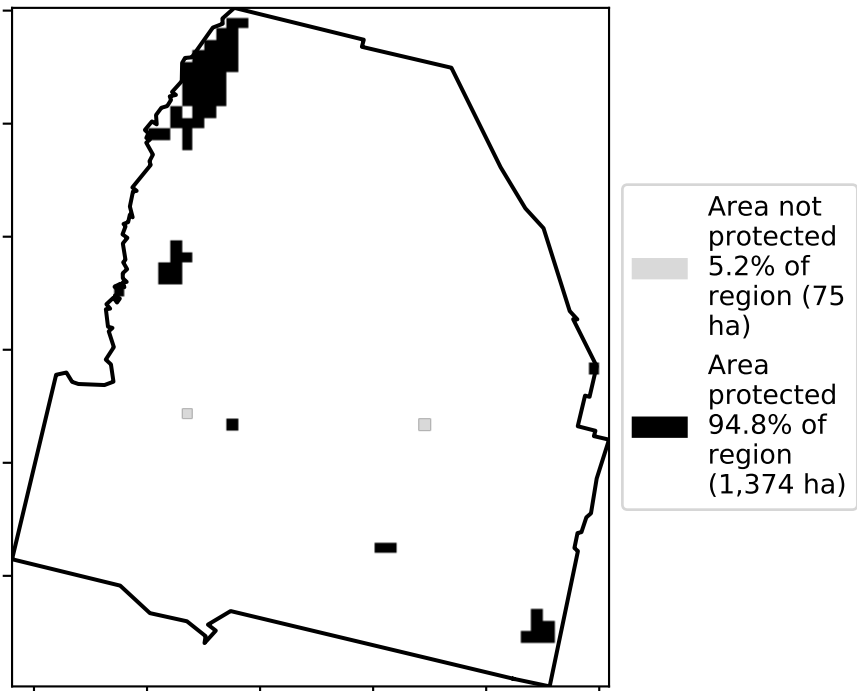 Area not
protected
5.2% of
region (75
ha)
Area
protected
94.8% of
region
(1,374 ha)